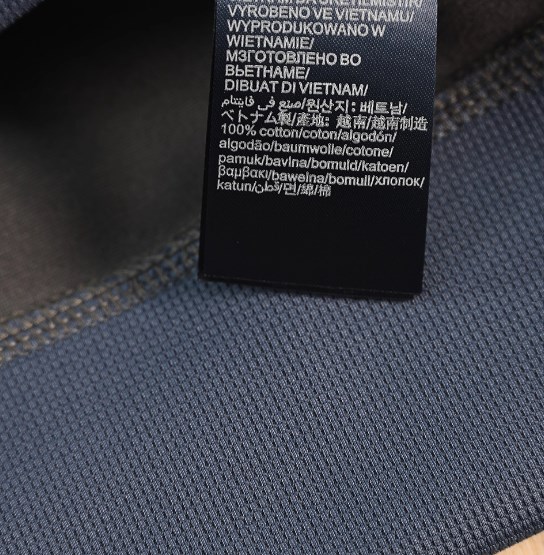 VYROBENO VE VIETNAMU/
WYPRODUKOWANO W
WIETNAMIE/
МЗГОТОВЛЕНО ВО
ВЬЕТНАМЕ/
DIBUAT DI VIETNAM/
صنع في فايتنام/원산지: 베트남/
ベトナム製/產地: 越南/越南制造
100% cotton/coton/algodón/
algodão/baumwolle/cotone/
pamuk/bavlna/bomuld/katoen/
βαμβακι/bawełna/bomull/хлопок/
katun/قطن/면/綿/棉